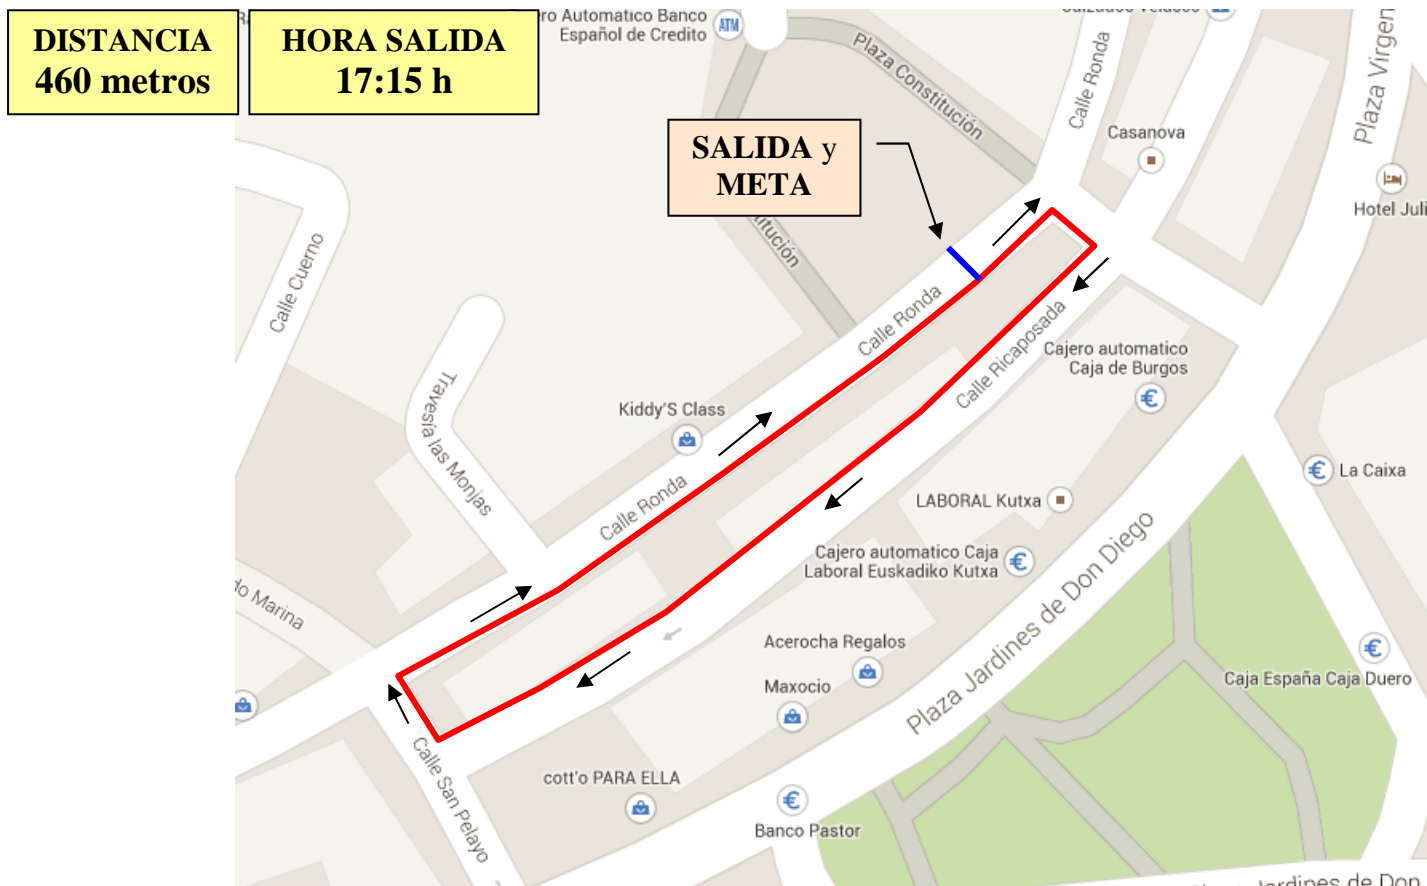 DISTANCIA
460 metros
HORA SALIDA
17:15 h
Automatico Banco
Español de Credito
ATM
Plaza Constitución
Calle Ronda
Plaza Virgen
Casanova
Hotel Juli
SALIDA y
META
Calle Cuerno
Calle Ronda
Calle Ricaposada
Cajero automatico
Caja de Burgos
€
Travesía las Monjas
Kiddy'S Class
Calle Ronda
LABORAL Kutxa
€ La Caixa
Cajero automatico Caja
Laboral Euskadiko Kutxa
€
Plaza Jardines de Don Diego
Marina
Acerocha Regalos
Maxocio
€
Caja España Caja Duero
Calle San Pelayo
cott'o PARA ELLA
€
Banco Pastor
de Don